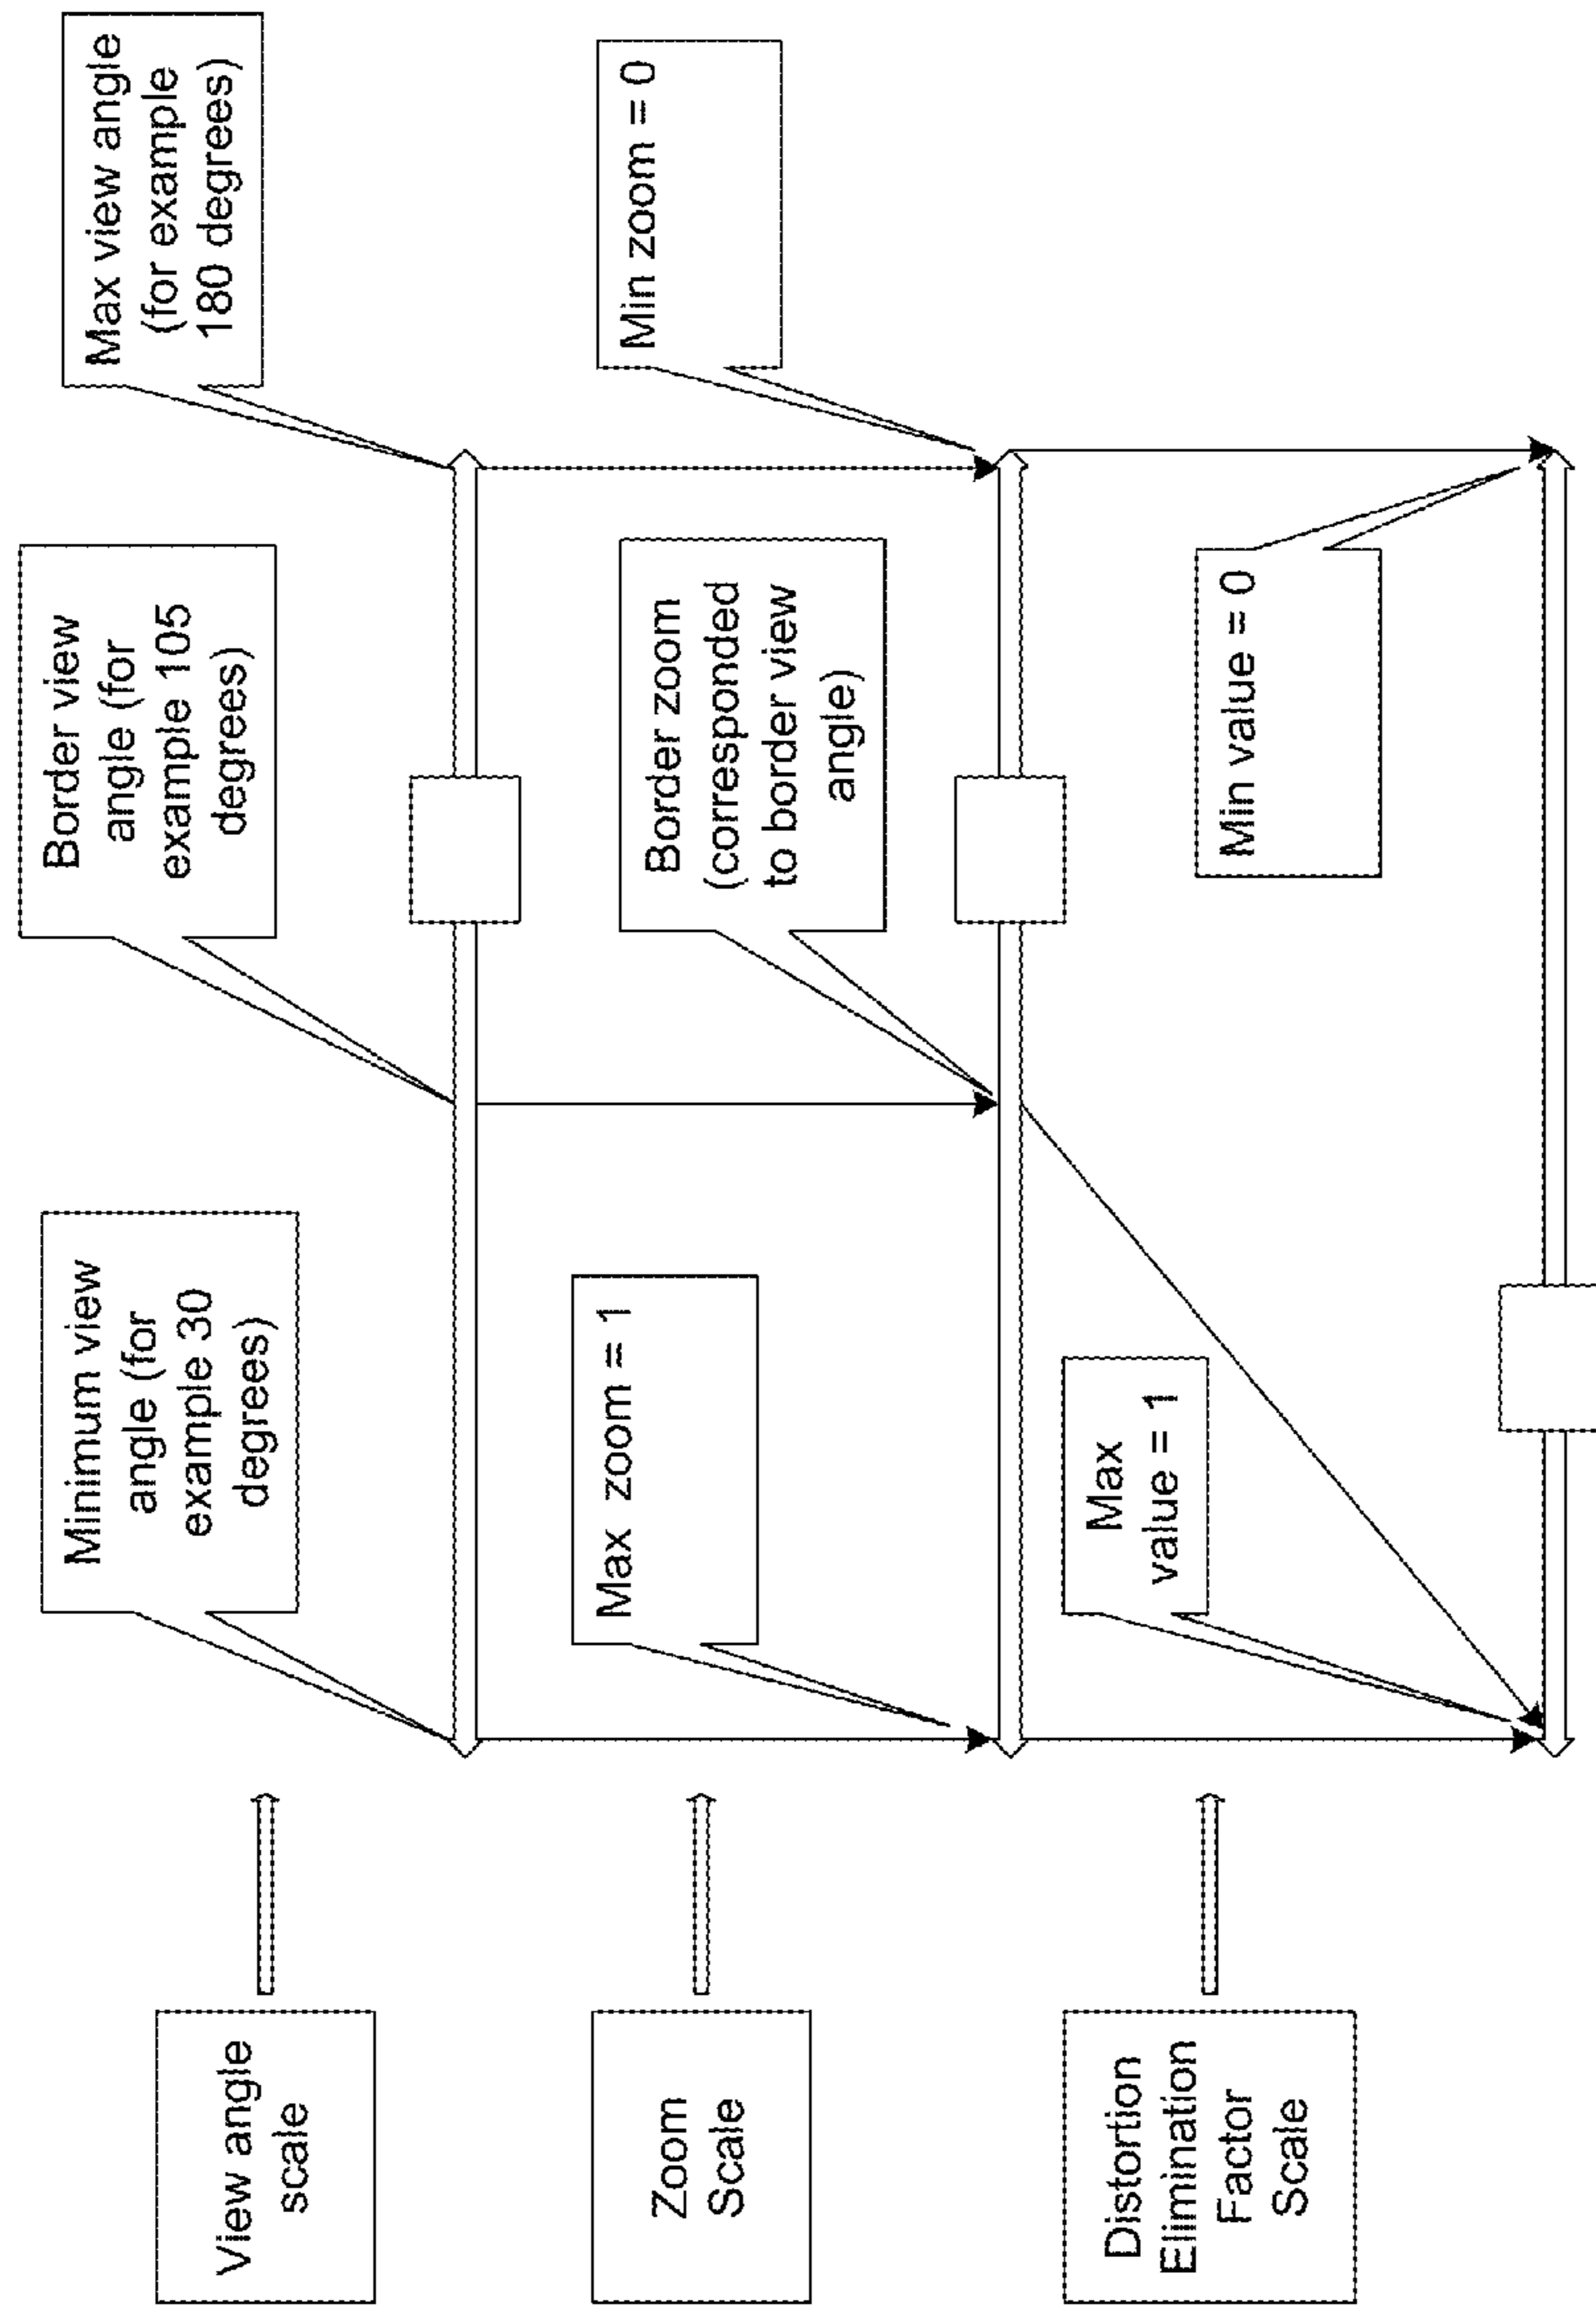 View angle
scale
Minimum view
angle (for
example 30
degrees)
Border view
angle (for
example 105
degrees)
Max view angle
(for example
180 degrees)
Zoom
Scale
Max zoom = 1
Border zoom
(corresponded
to border view
angle)
Min zoom = 0
Distortion
Elimination
Factor
Scale
Max
value = 1
Min value = 0